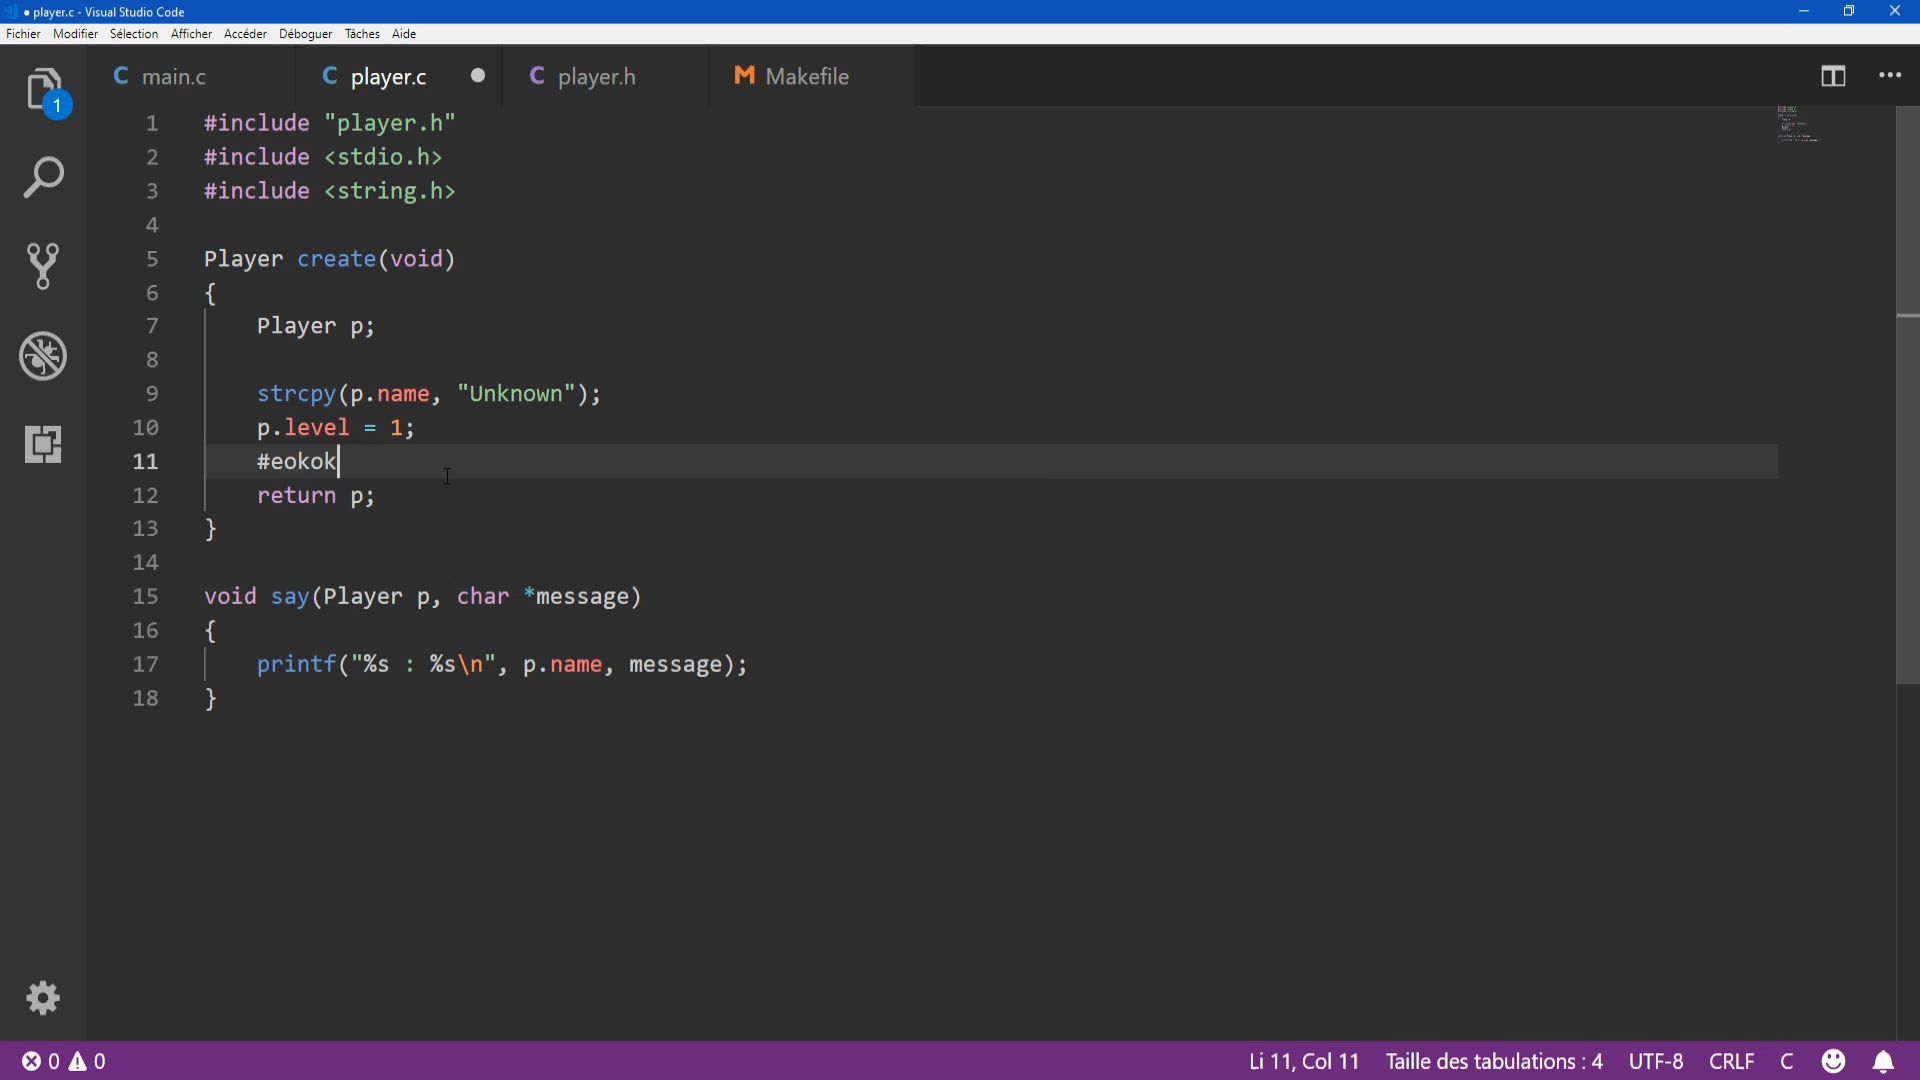 ● player.c - Visual Studio Code
Fichier Modifier Sélection Afficher Accéder Déboguer Tâches Aide
1
C main.c C player.c C player.h M Makefile
1 #include "player.h"
2 #include <stdio.h>
3 #include <string.h>
4
5 Player create(void)
6 {
7 Player p;
8
9 strcpy(p.name, "Unknown");
10 p.level = 1;
11 #eokok
12 return p;
13 }
14
15 void say(Player p, char *message)
16 {
17 printf("%s : %s\n", p.name, message);
18 }
0 0 Li 11, Col 11 Taille des tabulations : 4 UTF-8 CRLF C